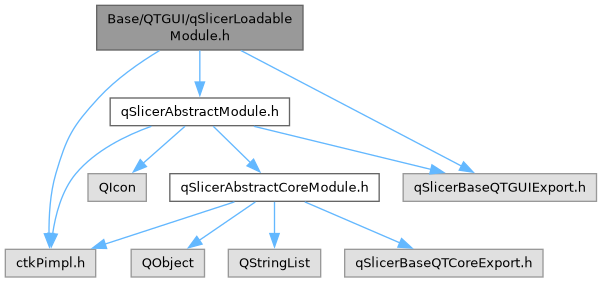 Base/QTGUI/qSlicerLoadable
Module.h
qSlicerAbstractModule.h
QIcon
qSlicerAbstractCoreModule.h
qSlicerBaseQTGUIExport.h
ctkPimpl.h
QObject
QStringList
qSlicerBaseQTCoreExport.h